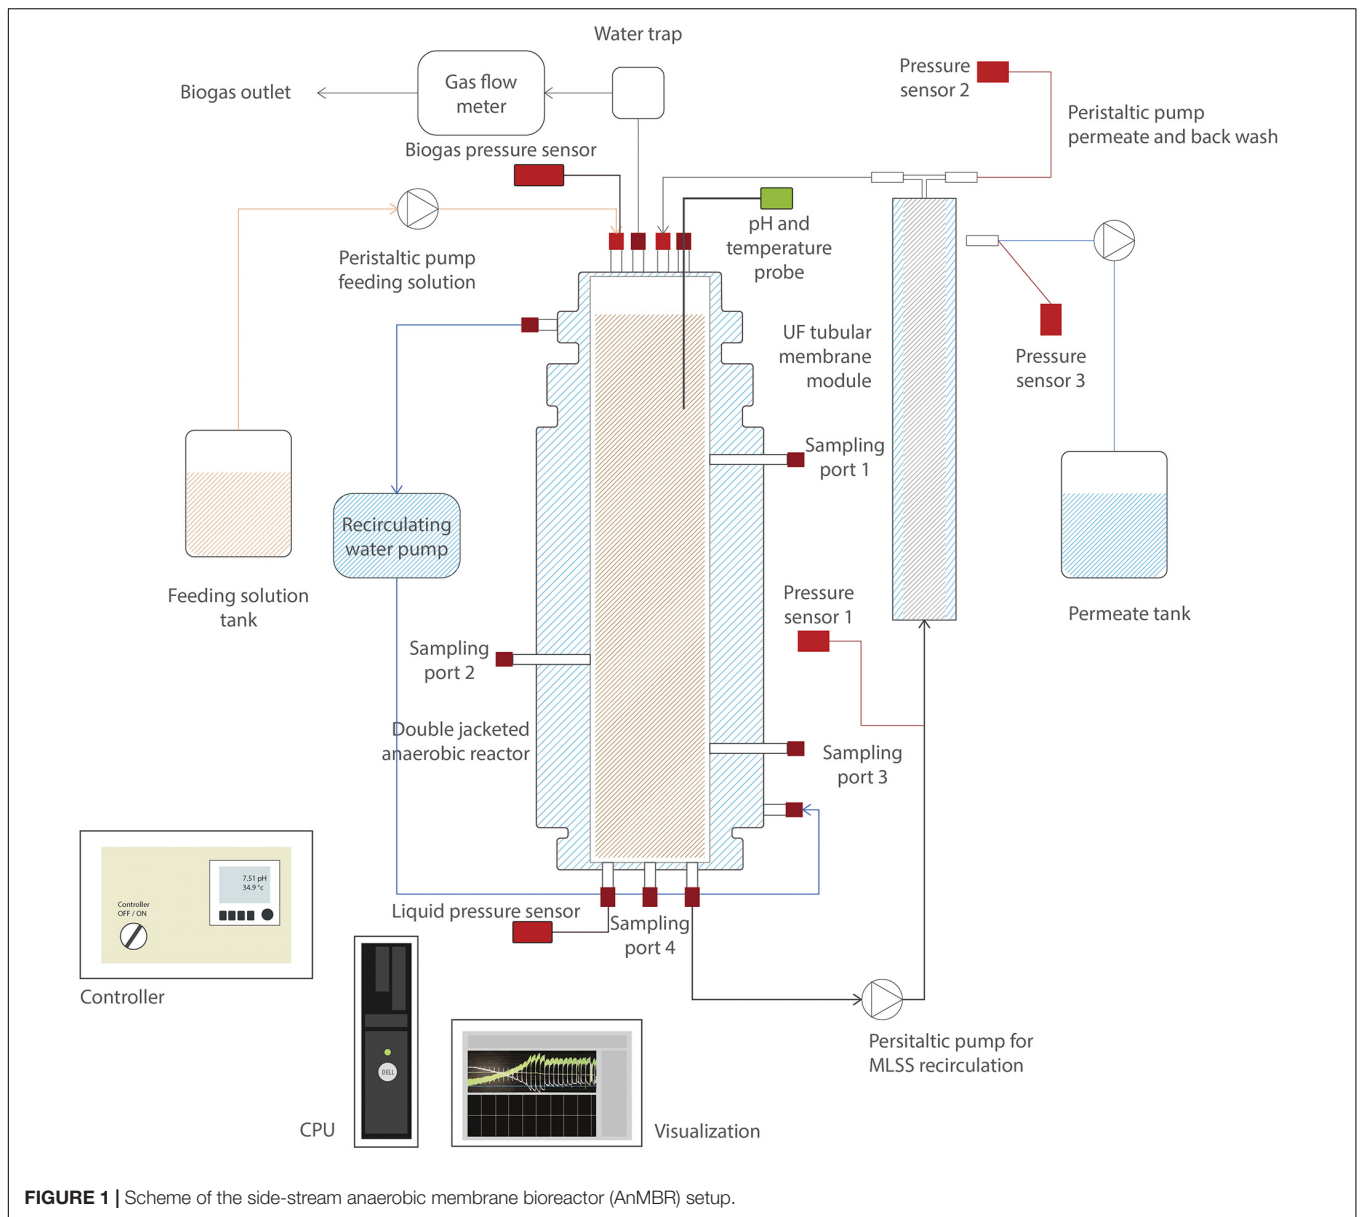 Water trap
Gas flow
meter
Biogas outlet
Biogas pressure sensor
Pressure
sensor 2
Peristaltic pump
permeate and back wash
Peristaltic pump
feeding solution
pH and
temperature
probe
UF tubular
membrane
module
Pressure
sensor 3
Sampling
port 1
Recirculating
water pump
Feeding solution
tank
Pressure
sensor 1
Permeate tank
Sampling
port 2
Double jacketed
anaerobic reactor
Sampling
port 3
Liquid pressure sensor
Sampling
port 4
7.51 pH
34.9 °c
Controller
OFF / ON
Controller
Persitaltic pump for
MLSS recirculation
DELL
CPU
Visualization
FIGURE 1 | Scheme of the side-stream anaerobic membrane bioreactor (AnMBR) setup.